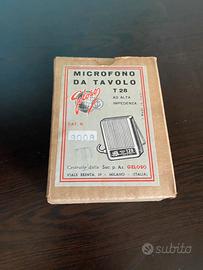 MICROFONO
DA TAVOLO
Geloso
T 28
AD ALTA
IMPEDENZA
CAT. N.
Costruito dalla Soc. p. Az. GELOSO
VIALE BRENTA, 29 - MILANO - (ITALIA)
subito